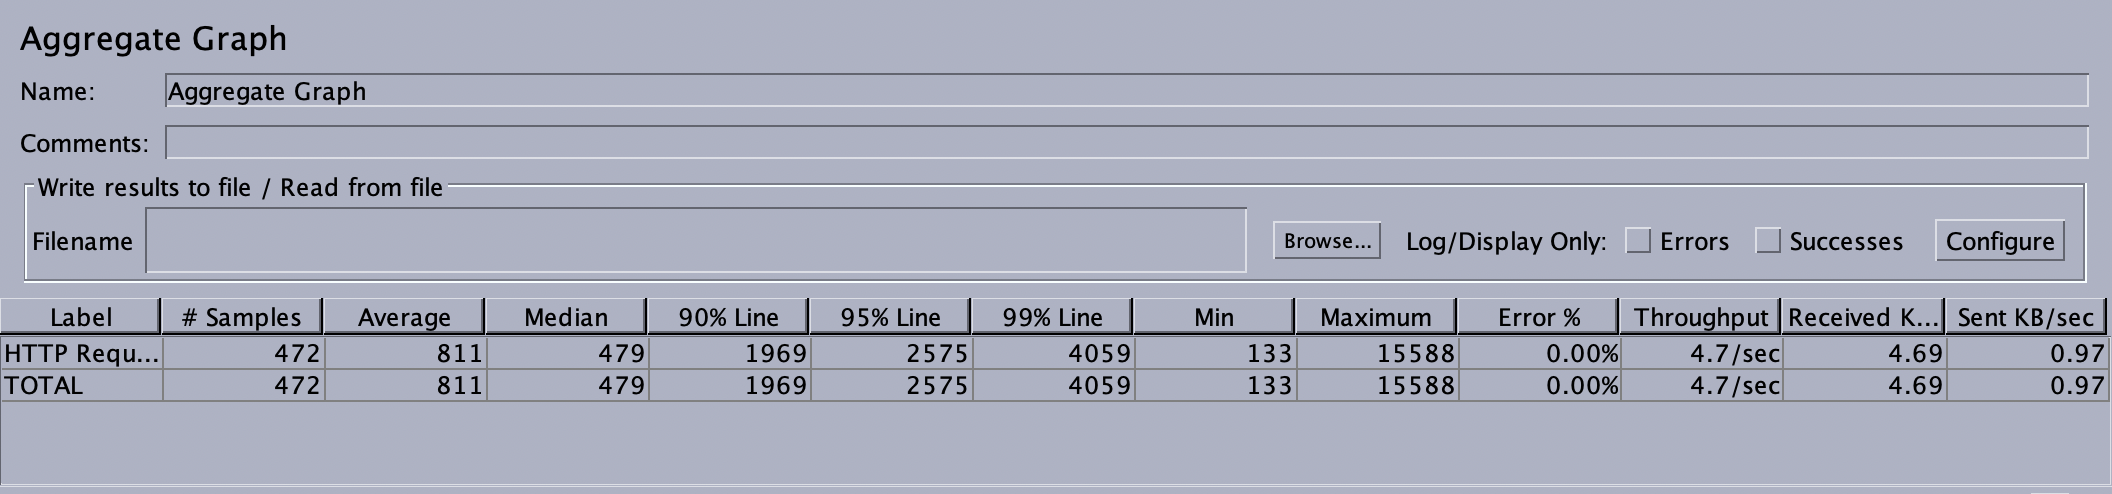 Aggregate Graph
Name: Aggregate Graph
Comments:
Write results to file / Read from file
Filename Browse... Log/Display Only: Errors Successes Configure
Label # Samples Average Median 90% Line 95% Line 99% Line Min Maximum Error % Throughput Received K... Sent KB/sec
HTTP Requ... 472 811 479 1969 2575 4059 133 15588 0.00% 4.7/sec 4.69 0.97
TOTAL 472 811 479 1969 2575 4059 133 15588 0.00% 4.7/sec 4.69 0.97